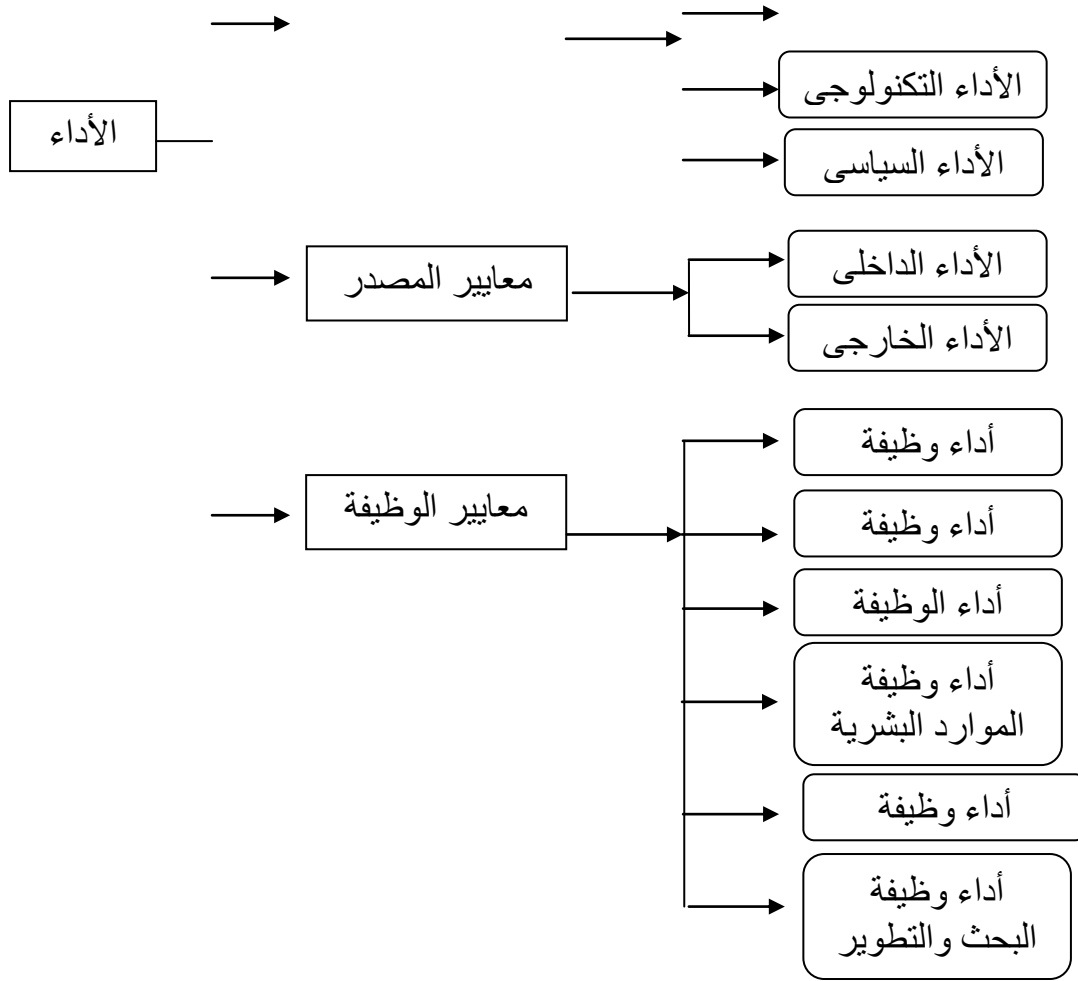 الأداء التكنولوجى
الأداء
الأداء السياسى
معايير المصدر
الأداء الداخلى
الأداء الخارجى
معايير الوظيفة
أداء وظيفة
أداء وظيفة
أداء الوظيفة
أداء وظيفة
الموارد البشرية
أداء وظيفة
أداء وظيفة
البحث والتطوير